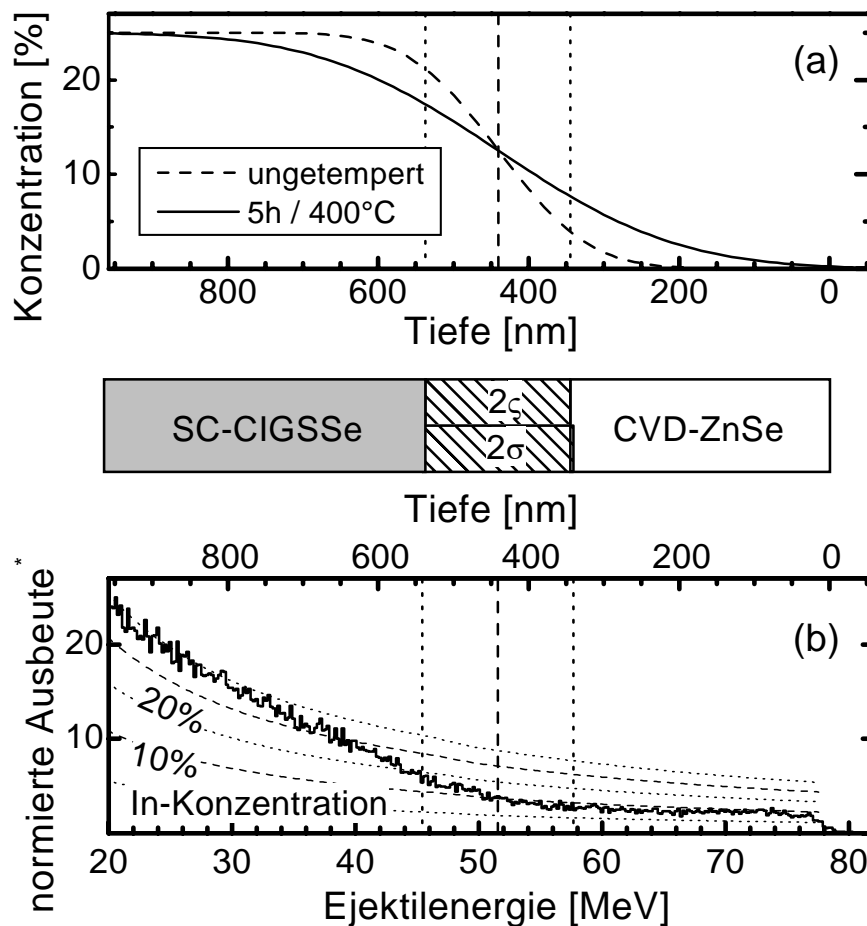 Konzentration [%]
20
10
0
(a)
ungetempert
5h / 400°C
800 600 400 200 0
Tiefe [nm]
SC-CIGSSe
2ς
2σ
CVD-ZnSe
Tiefe [nm]
800 600 400 200 0
normierte Ausbeute*
20
10
(b)
20%
10%
In-Konzentration
20 30 40 50 60 70 80
Ejektilenergie [MeV]